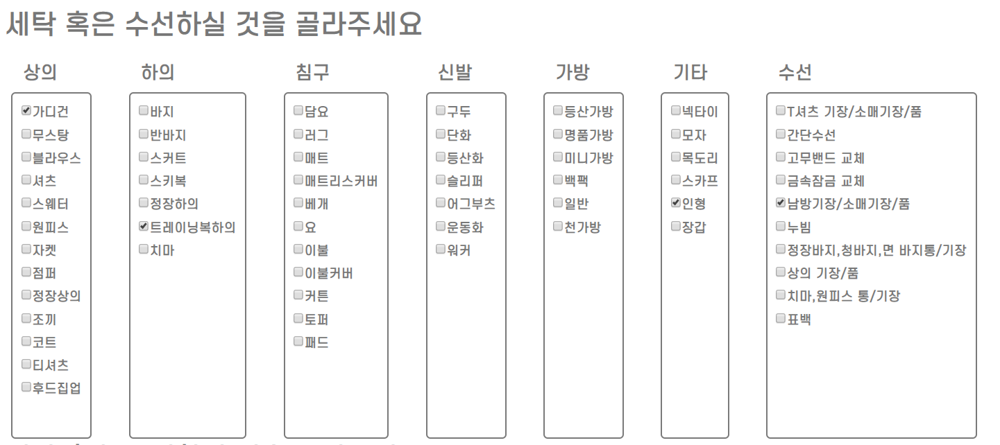 세탁 혹은 수선하실 것을 골라주세요
상의
가디건
무스탕
블라우스
셔츠
스웨터
원피스
자켓
점퍼
정장상의
조끼
코트
티셔츠
후드집업
하의
바지
반바지
스커트
스키복
정장하의
트레이닝복하의
치마
침구
담요
러그
매트
매트리스커버
베개
요
이불
이불커버
커튼
토퍼
패드
신발
구두
단화
등산화
슬리퍼
어그부츠
운동화
워커
가방
등산가방
명품가방
미니가방
백팩
일반
천가방
기타
넥타이
모자
목도리
스카프
인형
장갑
수선
T셔츠 기장/소매기장/품
간단수선
고무밴드 교체
금속잠금 교체
남방기장/소매기장/품
누빔
정장바지,청바지,면 바지통/기장
상의 기장/품
치마,원피스 통/기장
표백